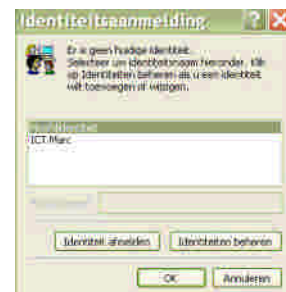 Identiteitsaanmelding
Er is geen huidige identiteit.
Selecteer uw identiteitsnaam hieronder. Klik
op Identiteiten beheren als u een identiteit
wilt toevoegen of wijzigen.
Hoofdidentiteit
ICT-Marc
Identiteit afmelden
Identiteiten beheren
OK
Annuleren